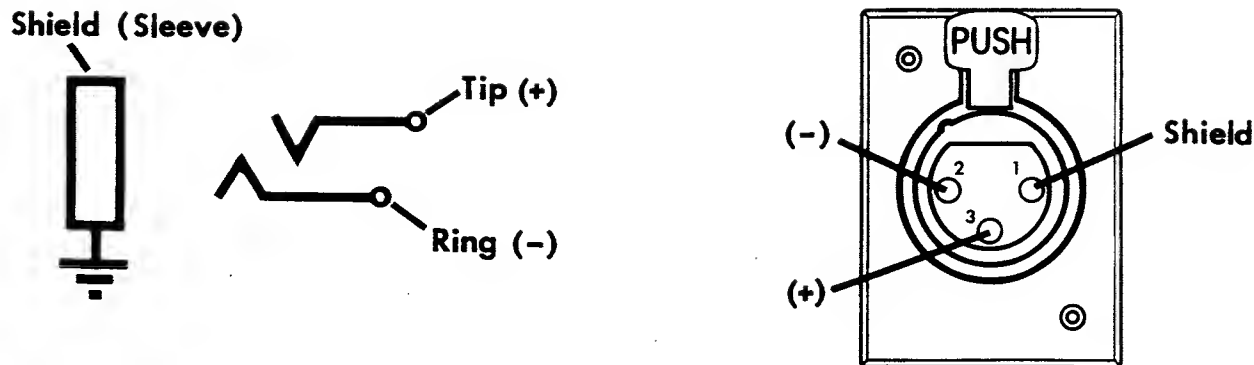 Shield (Sleeve)
Tip (+)
Ring (-)
PUSH
(-)
Shield
2
1
3
(+)